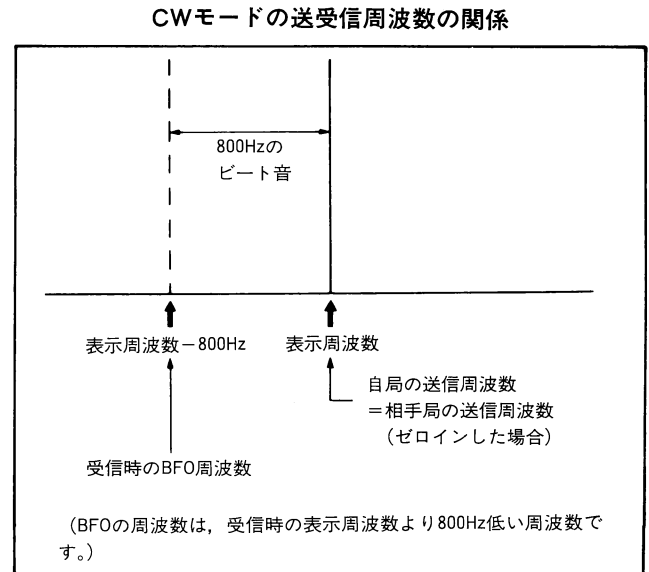 CWモードの送受信周波数の関係
800Hzの
ビート音
表示周波数－800Hz
表示周波数
自局の送信周波数
＝相手局の送信周波数
（ゼロインした場合）
受信時のBFO周波数
（BFOの周波数は，受信時の表示周波数より800Hz低い周波数で
す。）